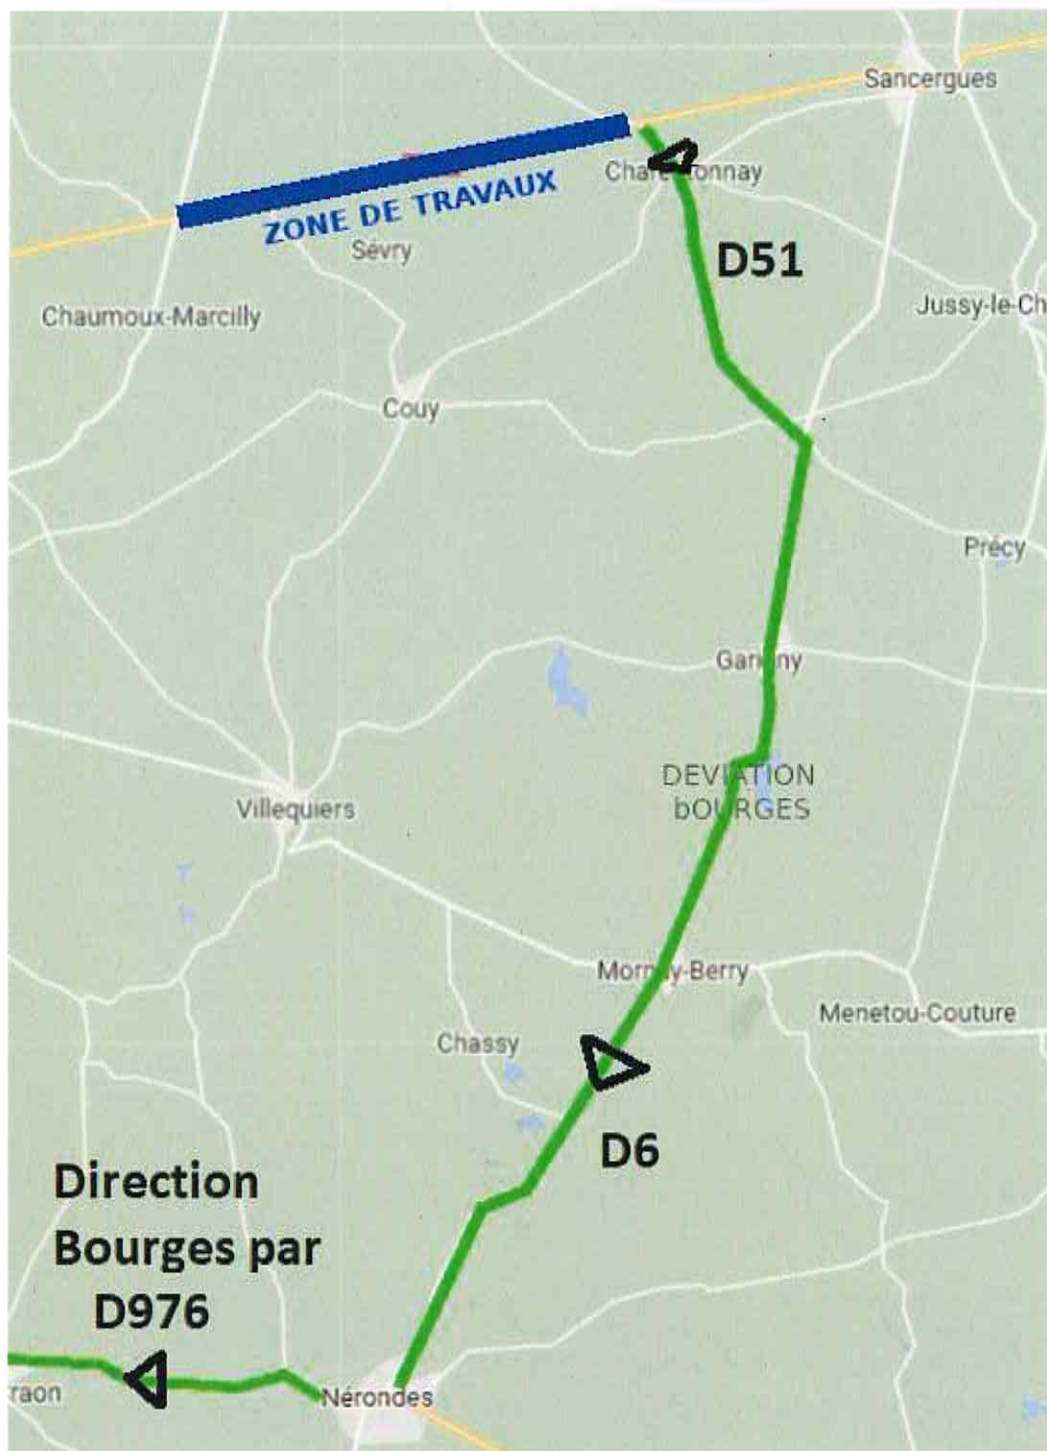 Sancergues
ZONE DE TRAVAUX
Sévry
D51
Chaumoux-Marcilly
Jussy-le-Ch
Couy
Précy
DEVIATION
bOURGES
Villequiers
Chassy
Menetou-Couture
D6
Direction
Bourges par
D976
raon
Nérondes